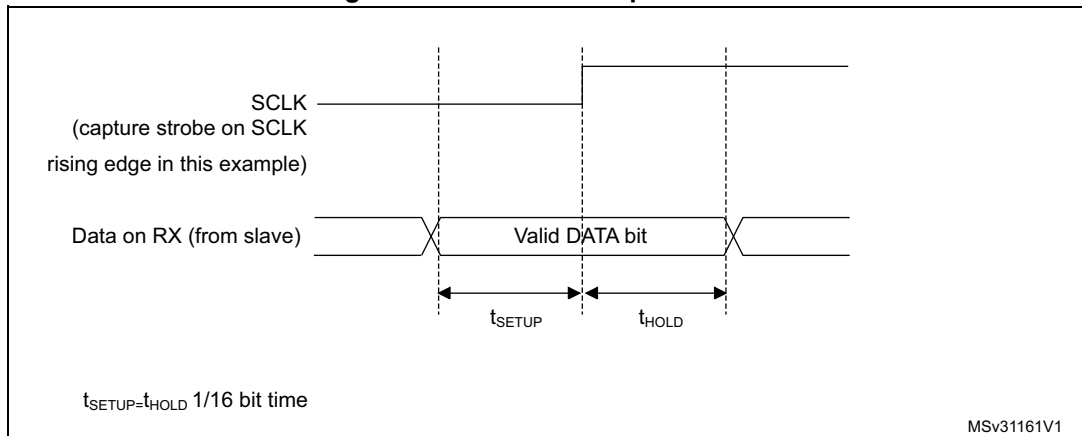 SCLK
(capture strobe on SCLK
rising edge in this example)
Data on RX (from slave)
Valid DATA bit
tSETUP
tHOLD
tSETUP=tHOLD 1/16 bit time
MSv31161V1